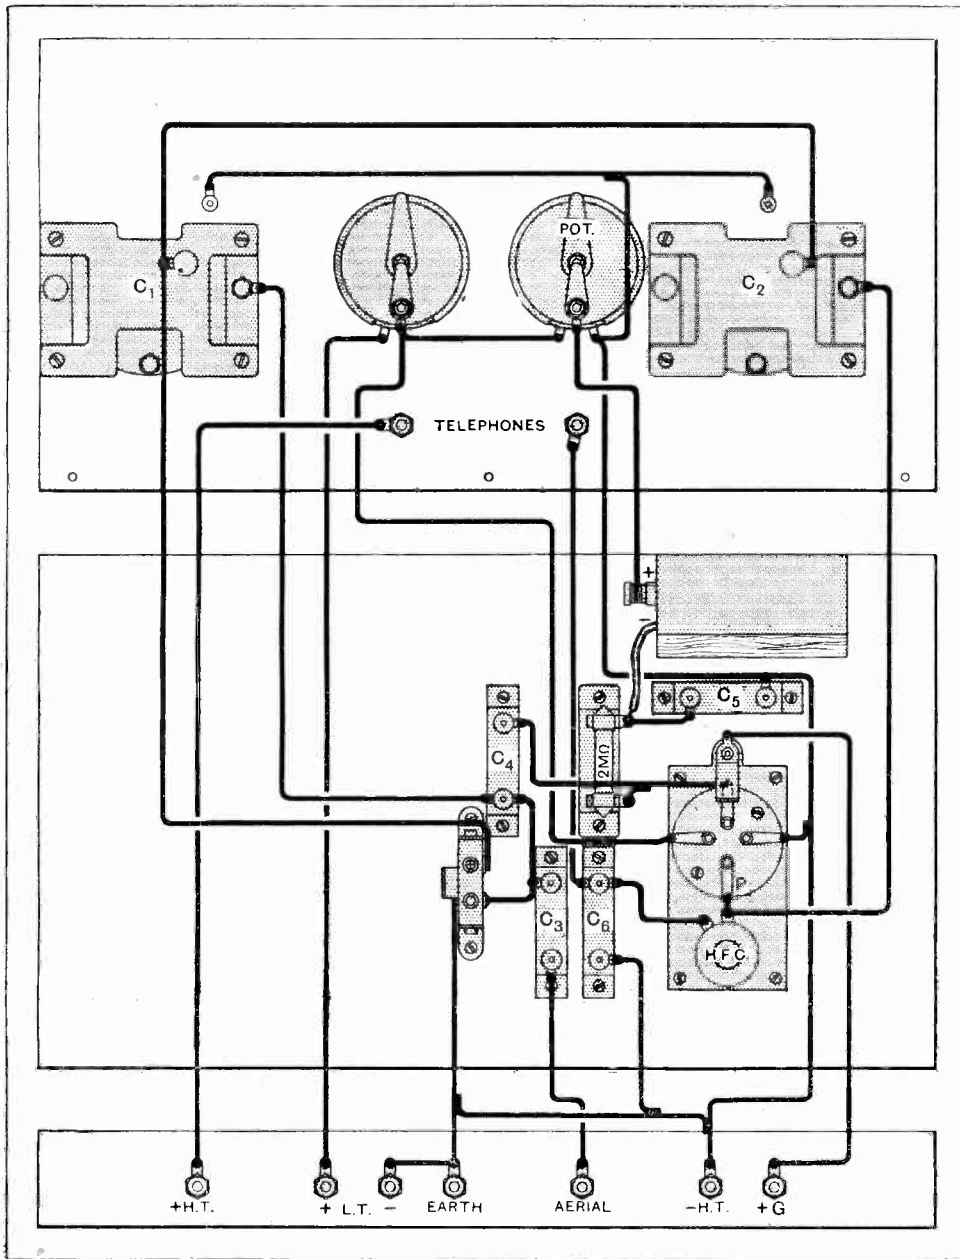 POT.
C1
C2
TELEPHONES
+
−
C5
C4
2MΩ
C3
C6
P
H.F.C.
+H.T.
+ L.T. −
EARTH
AERIAL
−H.T.
+G